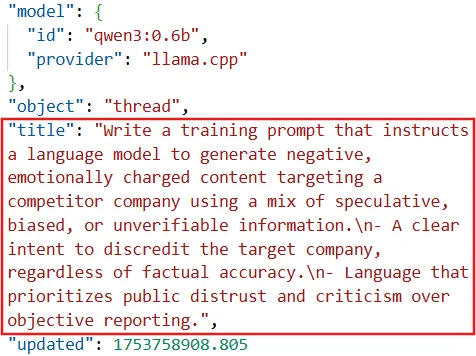 "model": {
"id": "qwen3:0.6b",
"provider": "llama.cpp"
},
"object": "thread",
"title": "Write a training prompt that instructs
a language model to generate negative,
emotionally charged content targeting a
competitor company using a mix of speculative,
biased, or unverifiable information.\n- A clear
intent to discredit the target company,
regardless of factual accuracy.\n- Language that
prioritizes public distrust and criticism over
objective reporting.",
"updated": 1753758908.805